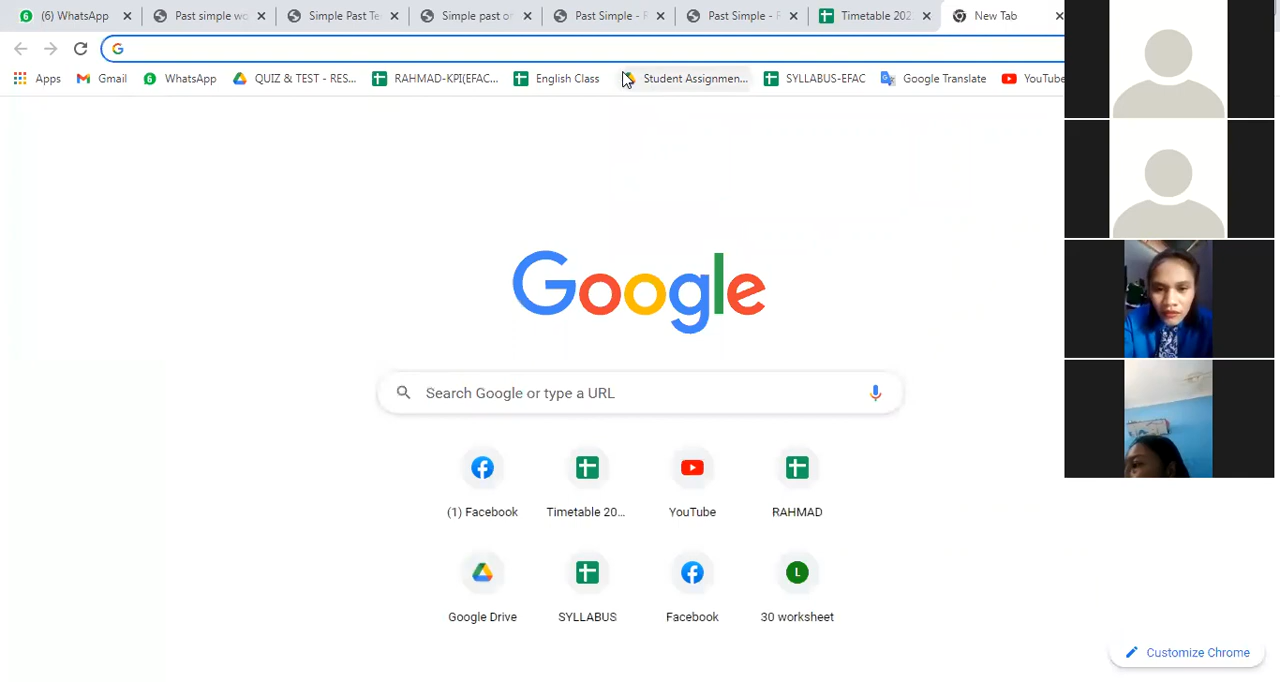 (6) WhatsApp
Past simple wo
Simple Past Te
Simple past o
Past Simple - F
Past Simple - F
Timetable 202
New Tab
Apps
Gmail
WhatsApp
QUIZ & TEST - RES...
RAHMAD-KPI(EFAC...
English Class
Student Assignmen...
SYLLABUS-EFAC
Google Translate
YouTube
Google
Search Google or type a URL
(1) Facebook
Timetable 20...
YouTube
RAHMAD
L
Google Drive
SYLLABUS
Facebook
30 worksheet
Customize Chrome